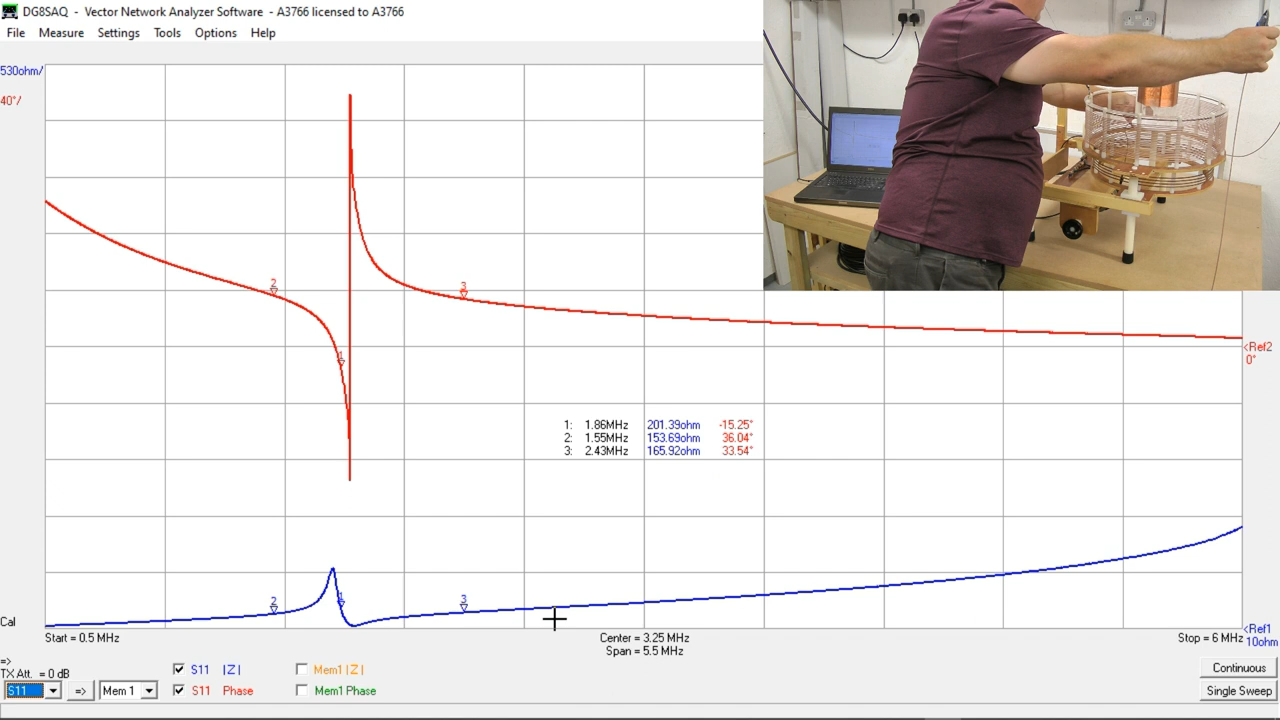 DG8SAQ - Vector Network Analyzer Software - A3766 licensed to A3766
File Measure Settings Tools Options Help
530ohm/
40°/
2
3
1
<Ref2
0°
1: 1.86MHz 201.39ohm -15.25°
2: 1.55MHz 153.69ohm 36.04°
3: 2.43MHz 165.92ohm 33.54°
2
1
3
Cal
<Ref1
10ohm
Start = 0.5 MHz Center = 3.25 MHz Stop = 6 MHz
Span = 5.5 MHz
=>
TX Att. = 0 dB
S11 |Z| Mem1 |Z|
Continuous
S11 => Mem 1 S11 Phase Mem1 Phase
Single Sweep